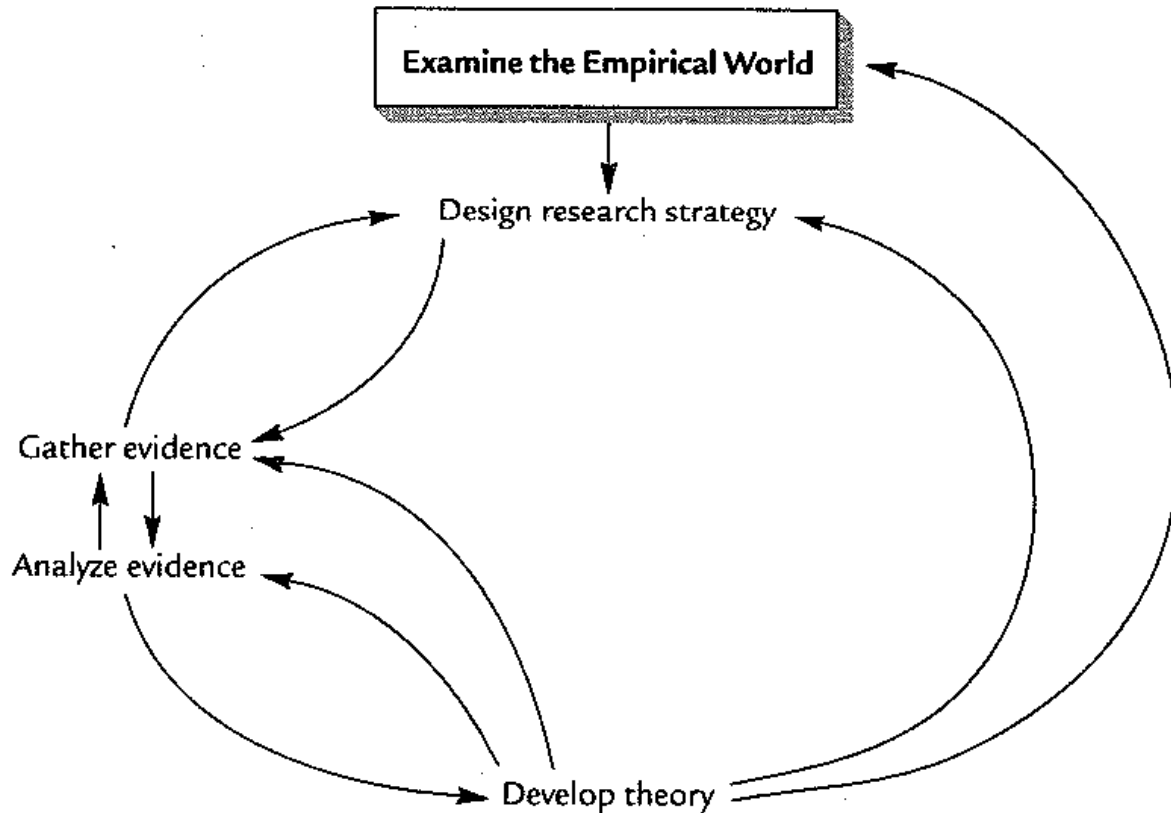 Examine the Empirical World
Design research strategy
Gather evidence
Analyze evidence
Develop theory